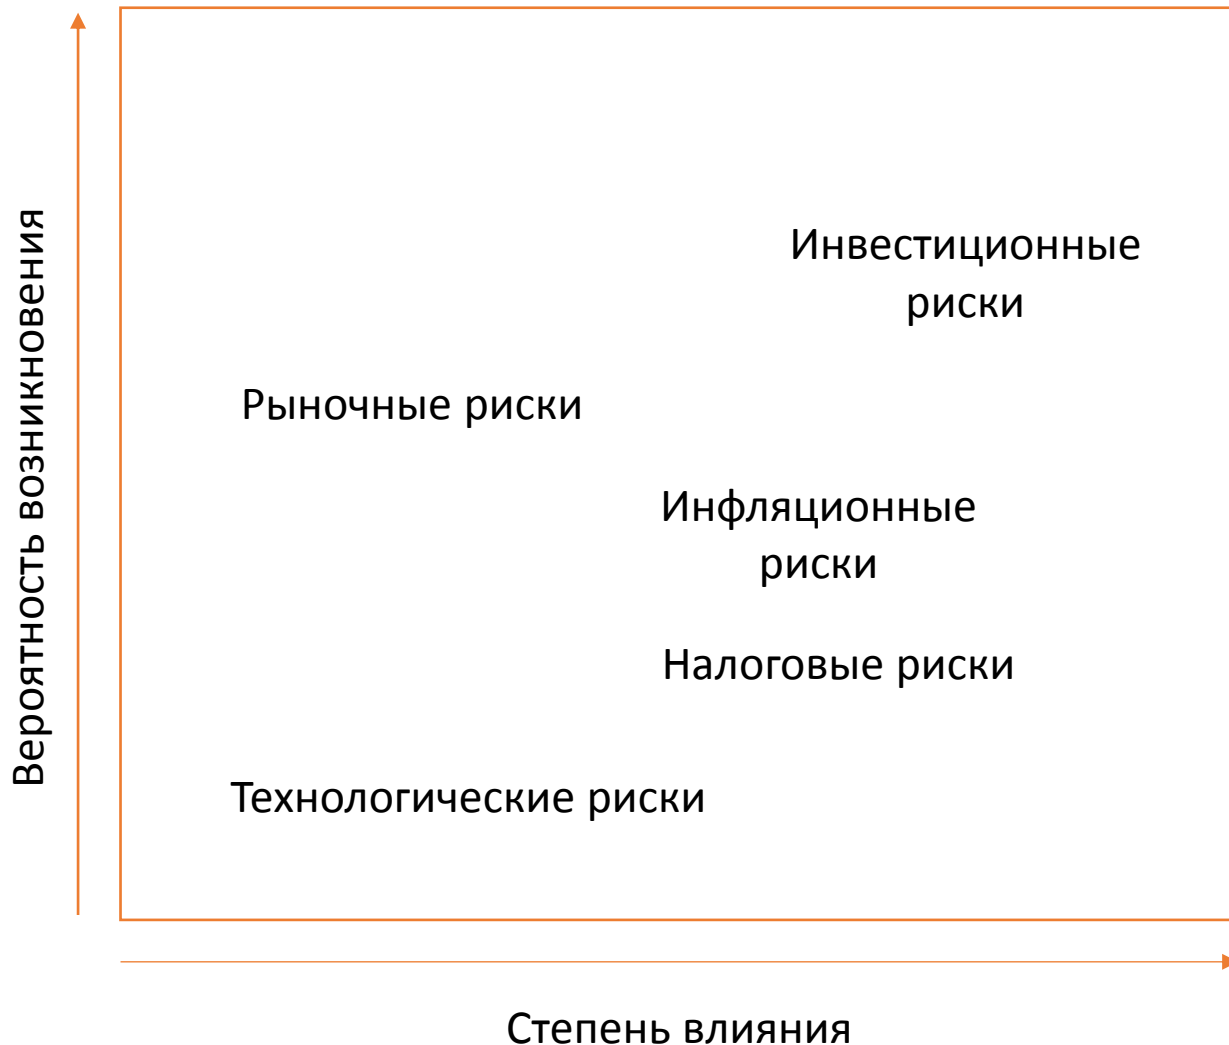 Вероятность возникновения
Инвестиционные
риски
Рыночные риски
Инфляционные
риски
Налоговые риски
Технологические риски
Степень влияния